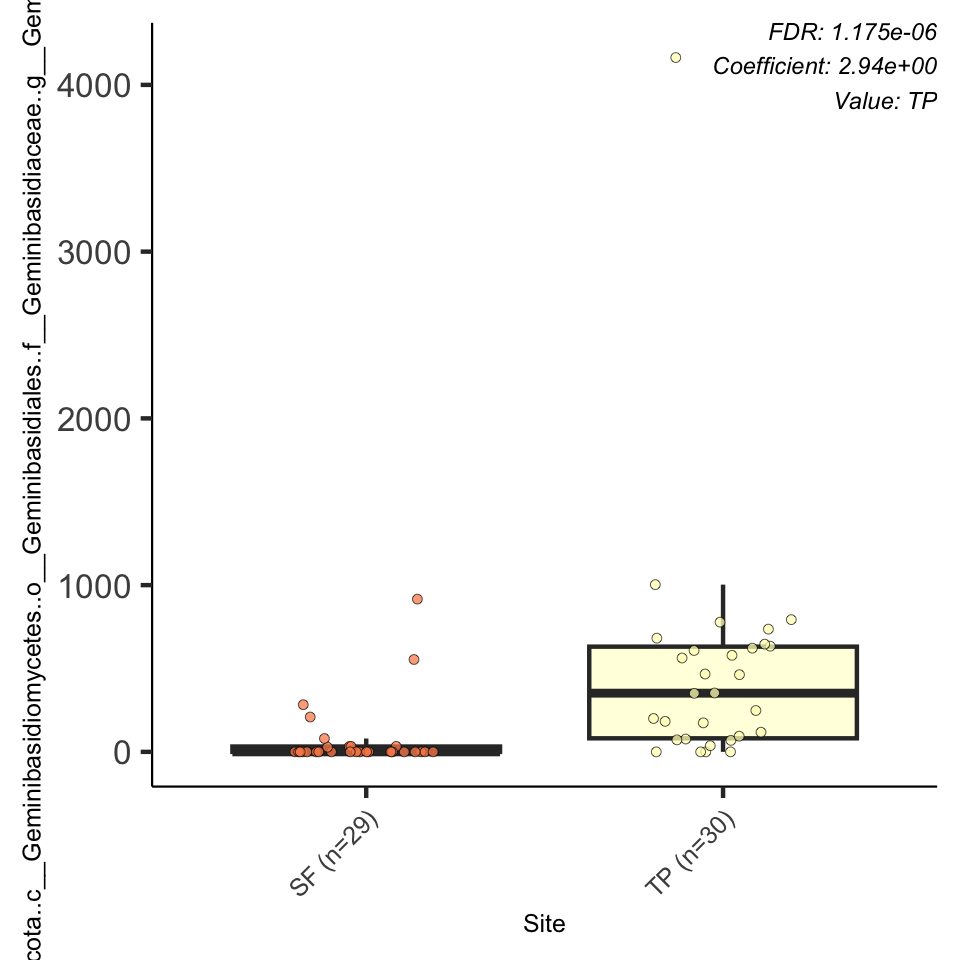 FDR: 1.175e-06
Coefficient: 2.94e+00
Value: TP
cota..c__Geminibasidiomycetes..o__Geminibasidiales..f__Geminibasidiaceae..g__Gem
4000
3000
2000
1000
0
SF (n=29)
TP (n=30)
Site